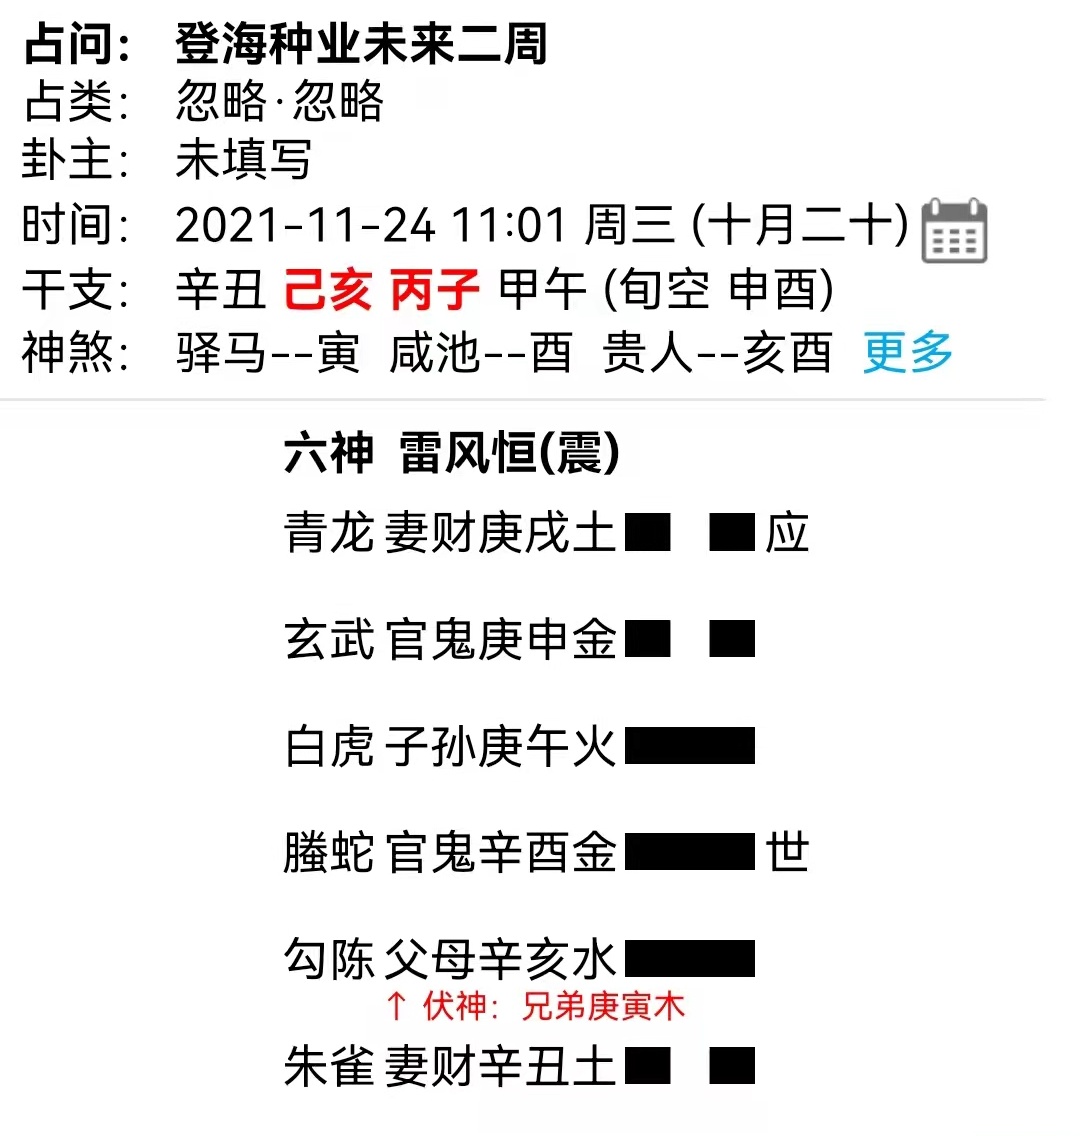 占问： 登海种业未来二周
占类： 忽略·忽略
卦主： 未填写
时间： 2021-11-24 11:01 周三 (十月二十)
干支： 辛丑 己亥 丙子 甲午 (旬空 申酉)
神煞： 驿马--寅 咸池--酉 贵人--亥酉 更多
六神 雷风恒(震)
青龙 妻财庚戌土 应
玄武 官鬼庚申金
白虎 子孙庚午火
螣蛇 官鬼辛酉金 世
勾陈 父母辛亥水
↑ 伏神：兄弟庚寅木
朱雀 妻财辛丑土